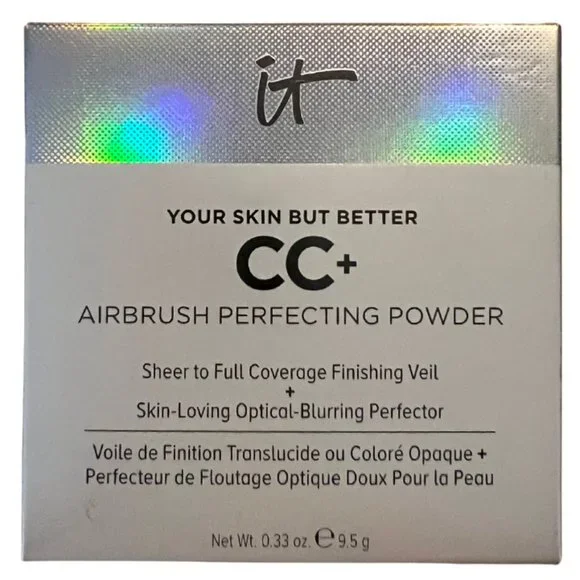 it
YOUR SKIN BUT BETTER
CC+
AIRBRUSH PERFECTING POWDER
Sheer to Full Coverage Finishing Veil
+
Skin-Loving Optical-Blurring Perfector
Voile de Finition Translucide ou Coloré Opaque +
Perfecteur de Floutage Optique Doux Pour la Peau
Net Wt. 0.33 oz. ℮ 9.5 g